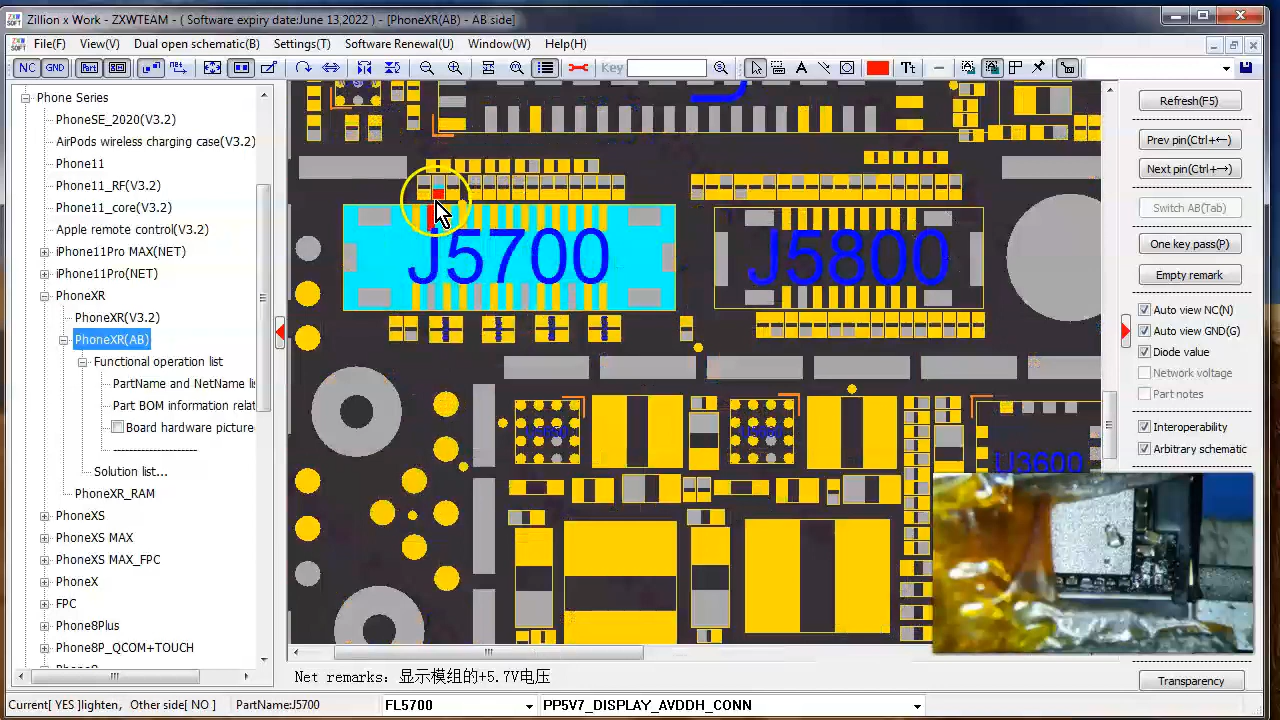 Zillion x Work - ZXWTEAM - ( Software expiry date:June 13,2022 ) - [PhoneXR(AB) - AB side]
File(F) View(V) Dual open schematic(B) Settings(T) Software Renewal(U) Window(W) Help(H)
NC GND Part Key
Phone Series
PhoneSE_2020(V3.2)
AirPods wireless charging case(V3.2)
Phone11
Phone11_RF(V3.2)
Phone11_core(V3.2)
Apple remote control(V3.2)
iPhone11Pro MAX(NET)
iPhone11Pro(NET)
PhoneXR
PhoneXR(V3.2)
PhoneXR(AB)
Functional operation list
PartName and NetName li
Part BOM information relat
Board hardware picture
Solution list...
PhoneXR_RAM
PhoneXS
PhoneXS MAX
PhoneXS MAX_FPC
PhoneX
FPC
Phone8Plus
Phone8P_QCOM+TOUCH
J5700
J5800
U3600
Refresh(F5)
Prev pin(Ctrl+←)
Next pin(Ctrl+→)
Switch AB(Tab)
One key pass(P)
Empty remark
Auto view NC(N)
Auto view GND(G)
Diode value
Network voltage
Part notes
Interoperability
Arbitrary schematic
Transparency
Net remarks: 显示模组的+5.7V电压
Current[ YES ]lighten, Other side[ NO ] PartName:J5700 FL5700 PP5V7_DISPLAY_AVDDH_CONN